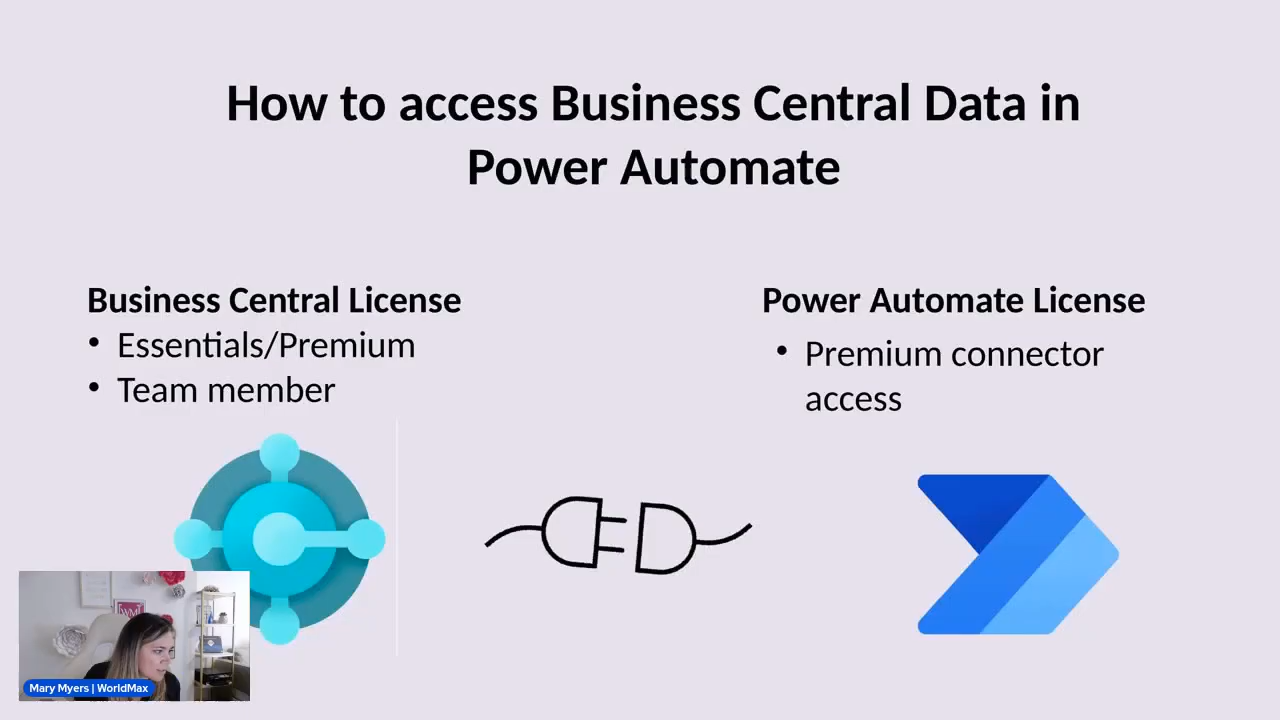 How to access Business Central Data in
Power Automate
Business Central License
• Essentials/Premium
• Team member
Power Automate License
• Premium connector
access
WM
Mary Myers | WorldMax